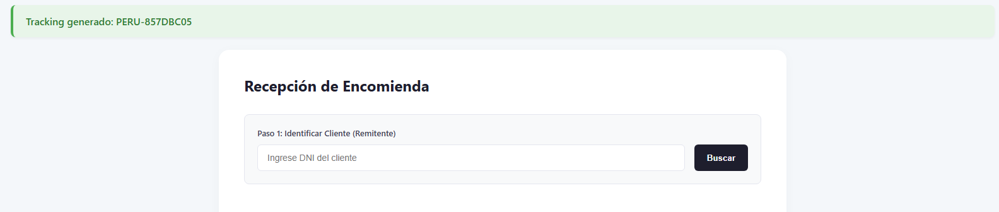 Tracking generado: PERU-857DBC05
Recepción de Encomienda
Paso 1: Identificar Cliente (Remitente)
Ingrese DNI del cliente
Buscar